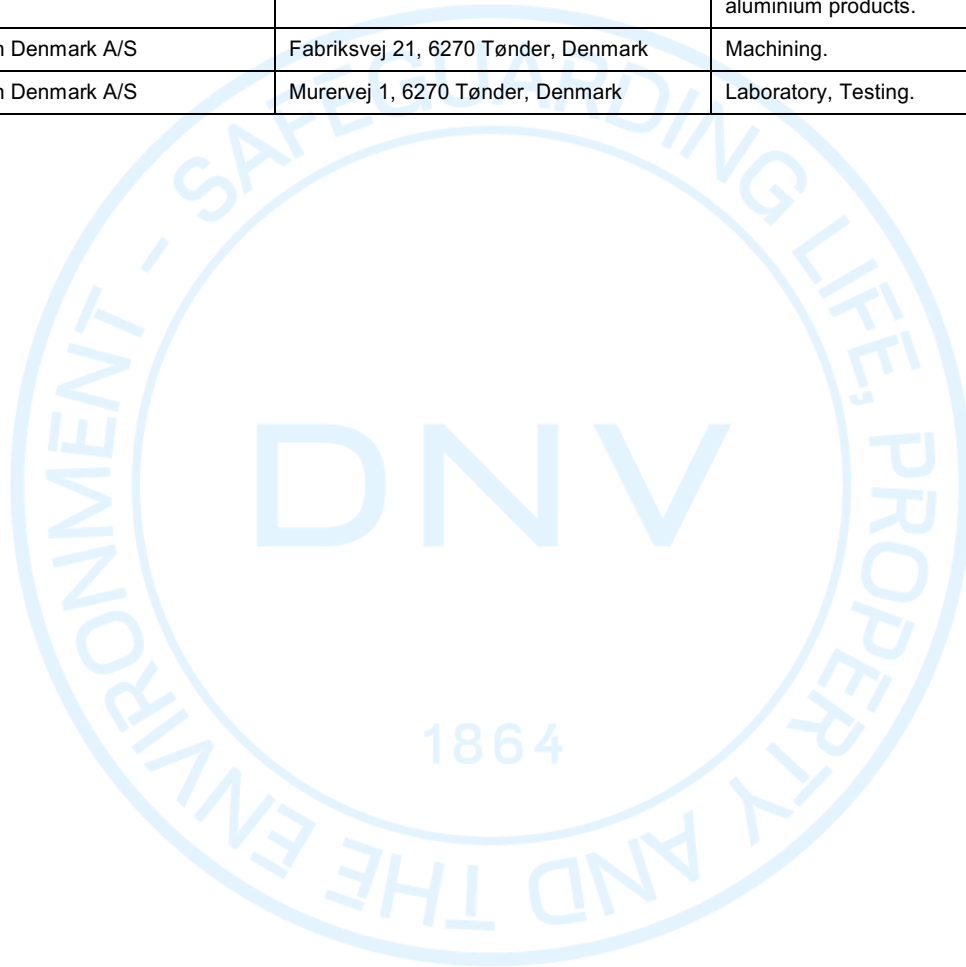 aluminium products.
n Denmark A/S Fabriksvej 21, 6270 Tønder, Denmark Machining.
n Denmark A/S Murervej 1, 6270 Tønder, Denmark Laboratory, Testing.
SAFEGUARDING LIFE, PROPERTY AND THE ENVIRONMENT -
DNV
1864